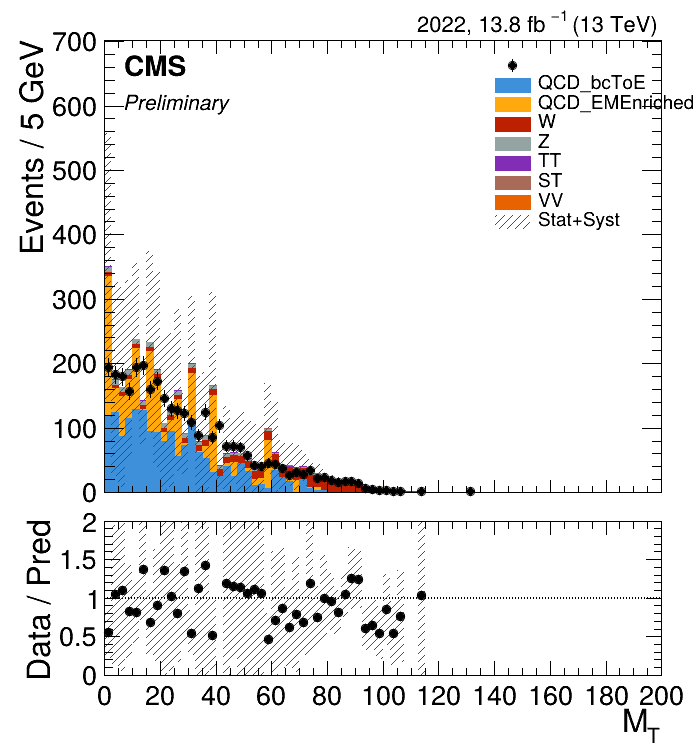 2022, 13.8 fb⁻¹ (13 TeV)
Events / 5 GeV
700
600
500
400
300
200
100
0
CMS
Preliminary
QCD_bcToE
QCD_EMEnriched
W
Z
TT
ST
VV
Stat+Syst
Data / Pred
2
1.5
1
0.5
0
0 20 40 60 80 100 120 140 160 180 200
M_T